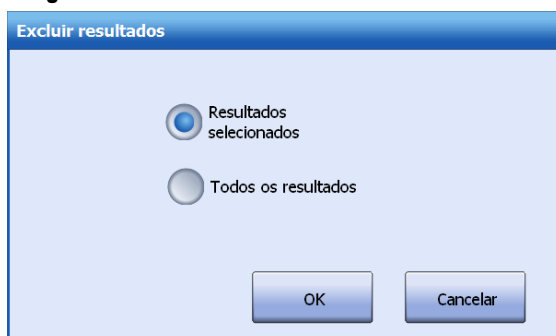 Excluir resultados
Resultados
selecionados
Todos os resultados
OK
Cancelar